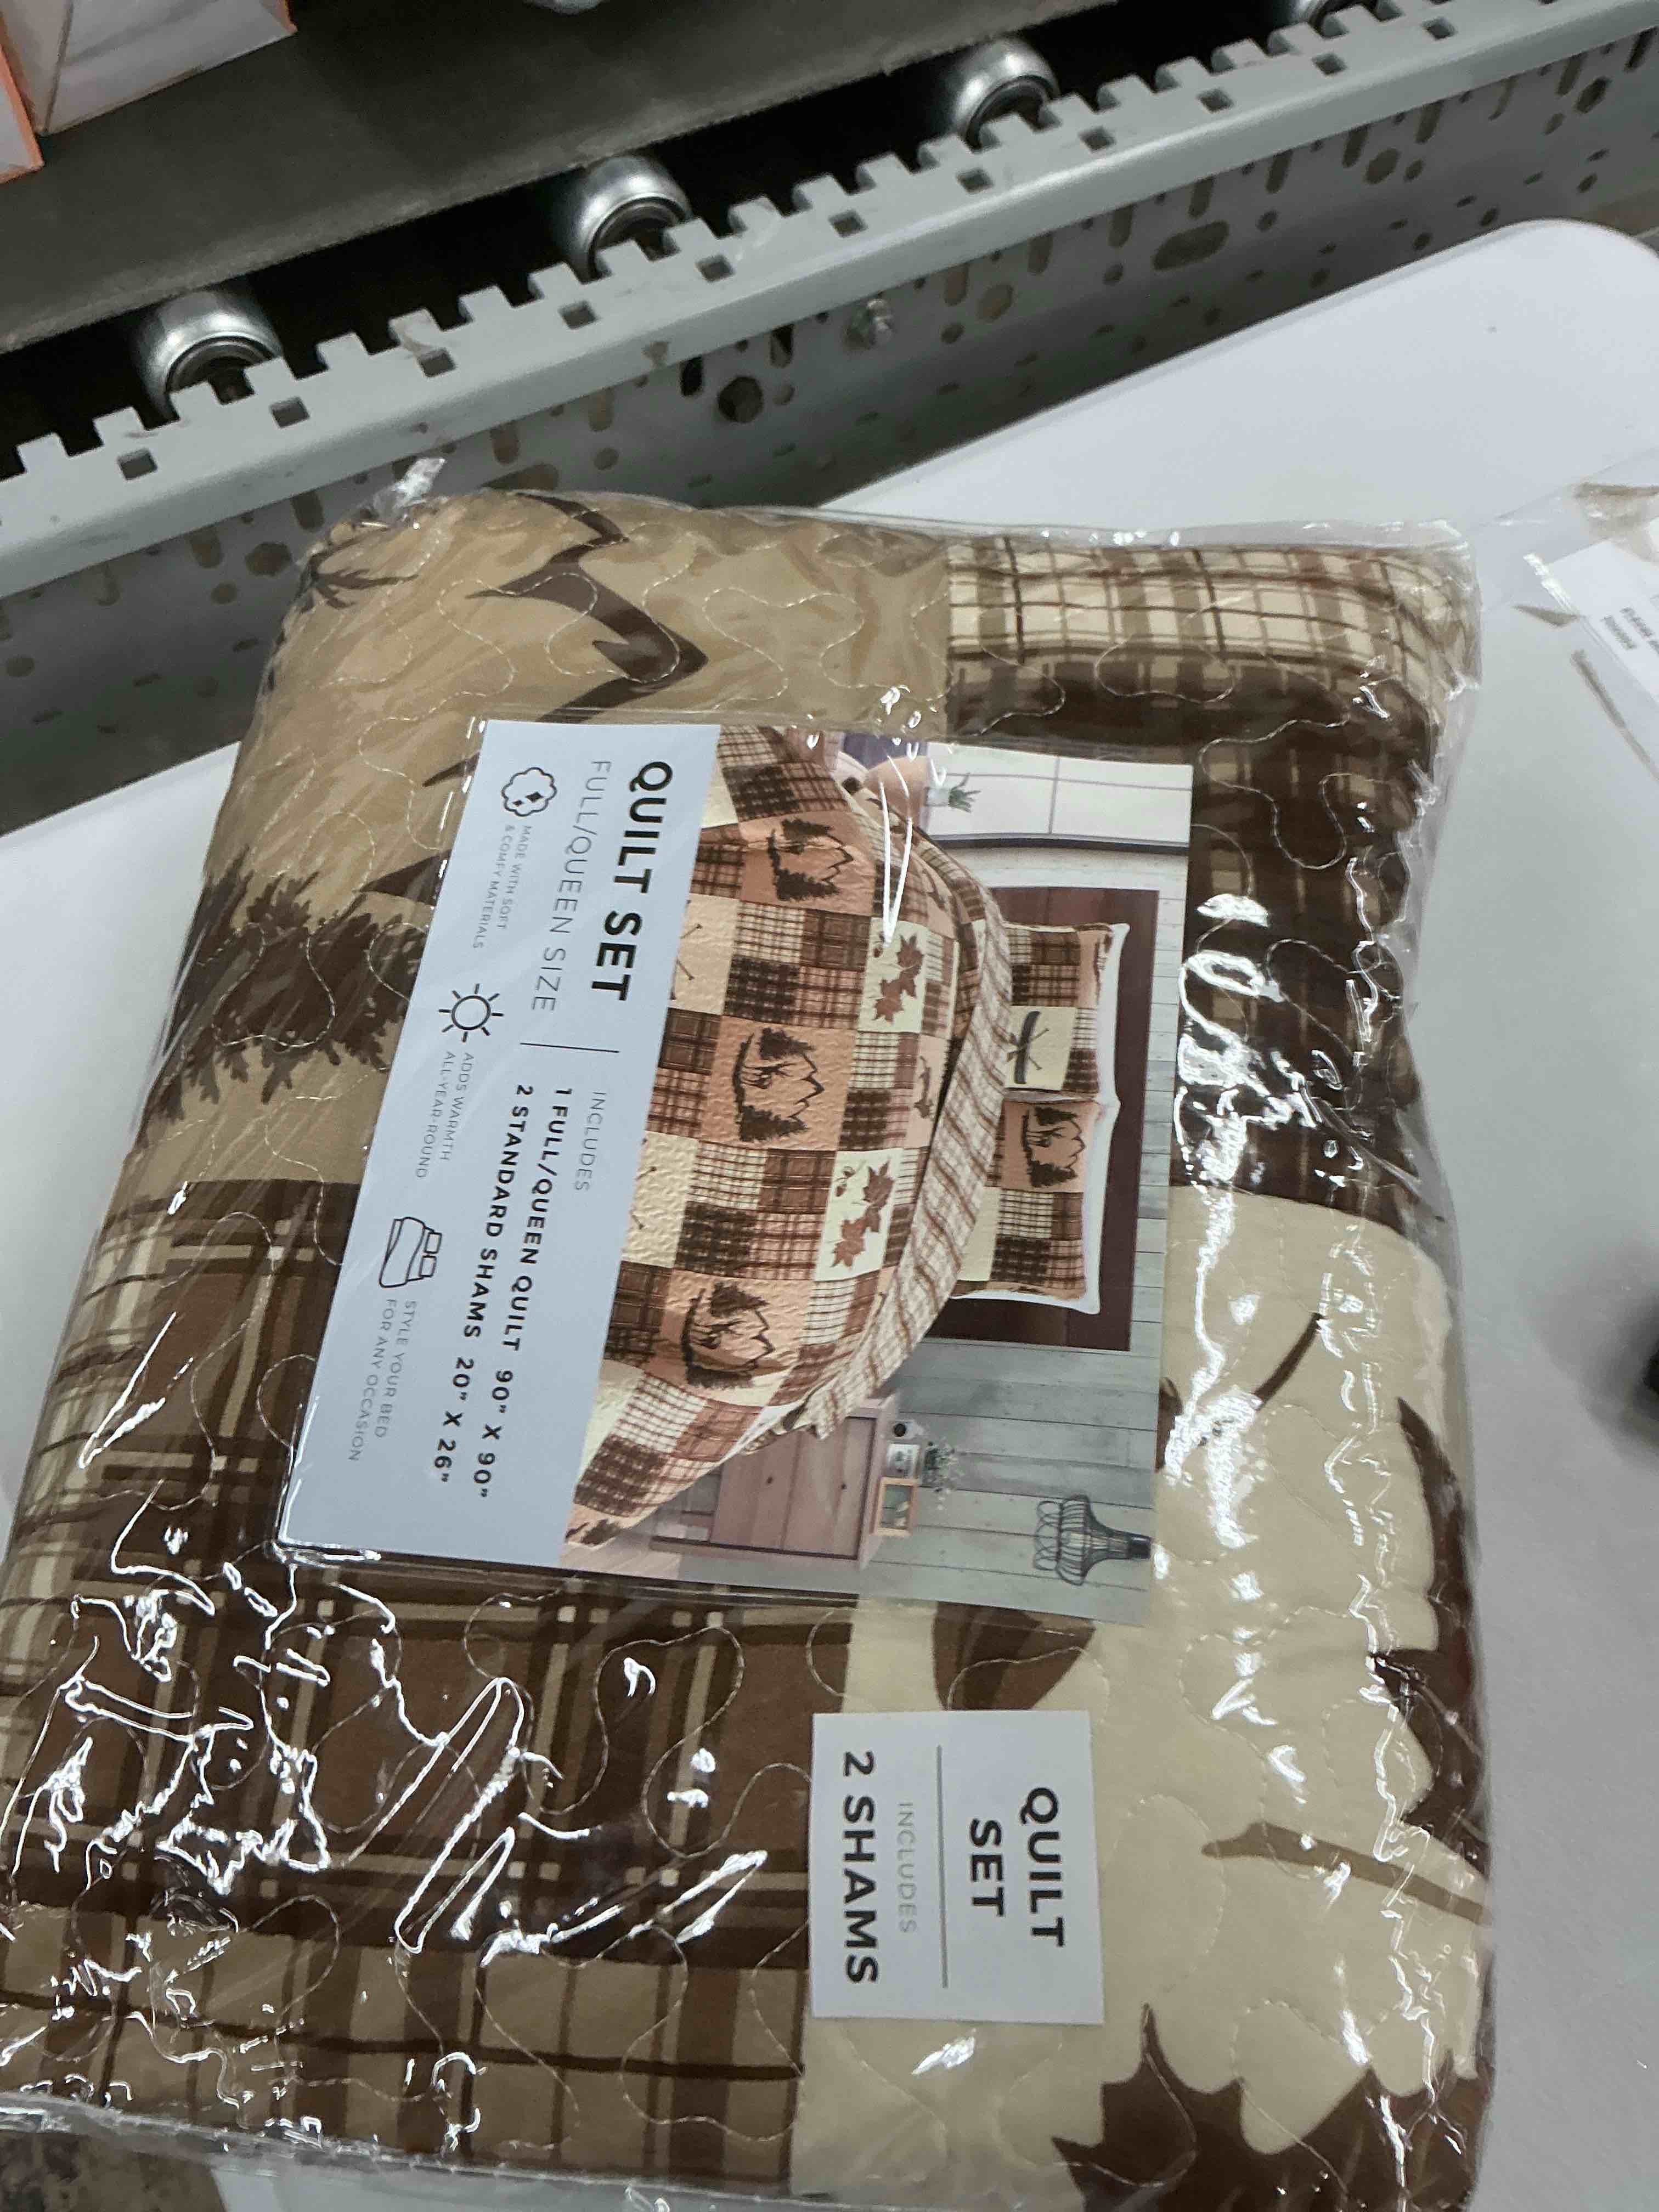 QUILT SET
FULL/QUEEN SIZE
INCLUDES
1 FULL/QUEEN QUILT 90" X 90"
2 STANDARD SHAMS 20" X 26"
MADE WITH SOFT
& COMFY MATERIALS
ADDS WARMTH
ALL-YEAR-ROUND
STYLE YOUR BED
FOR ANY OCCASION
QUILT
SET
INCLUDES
2 SHAMS